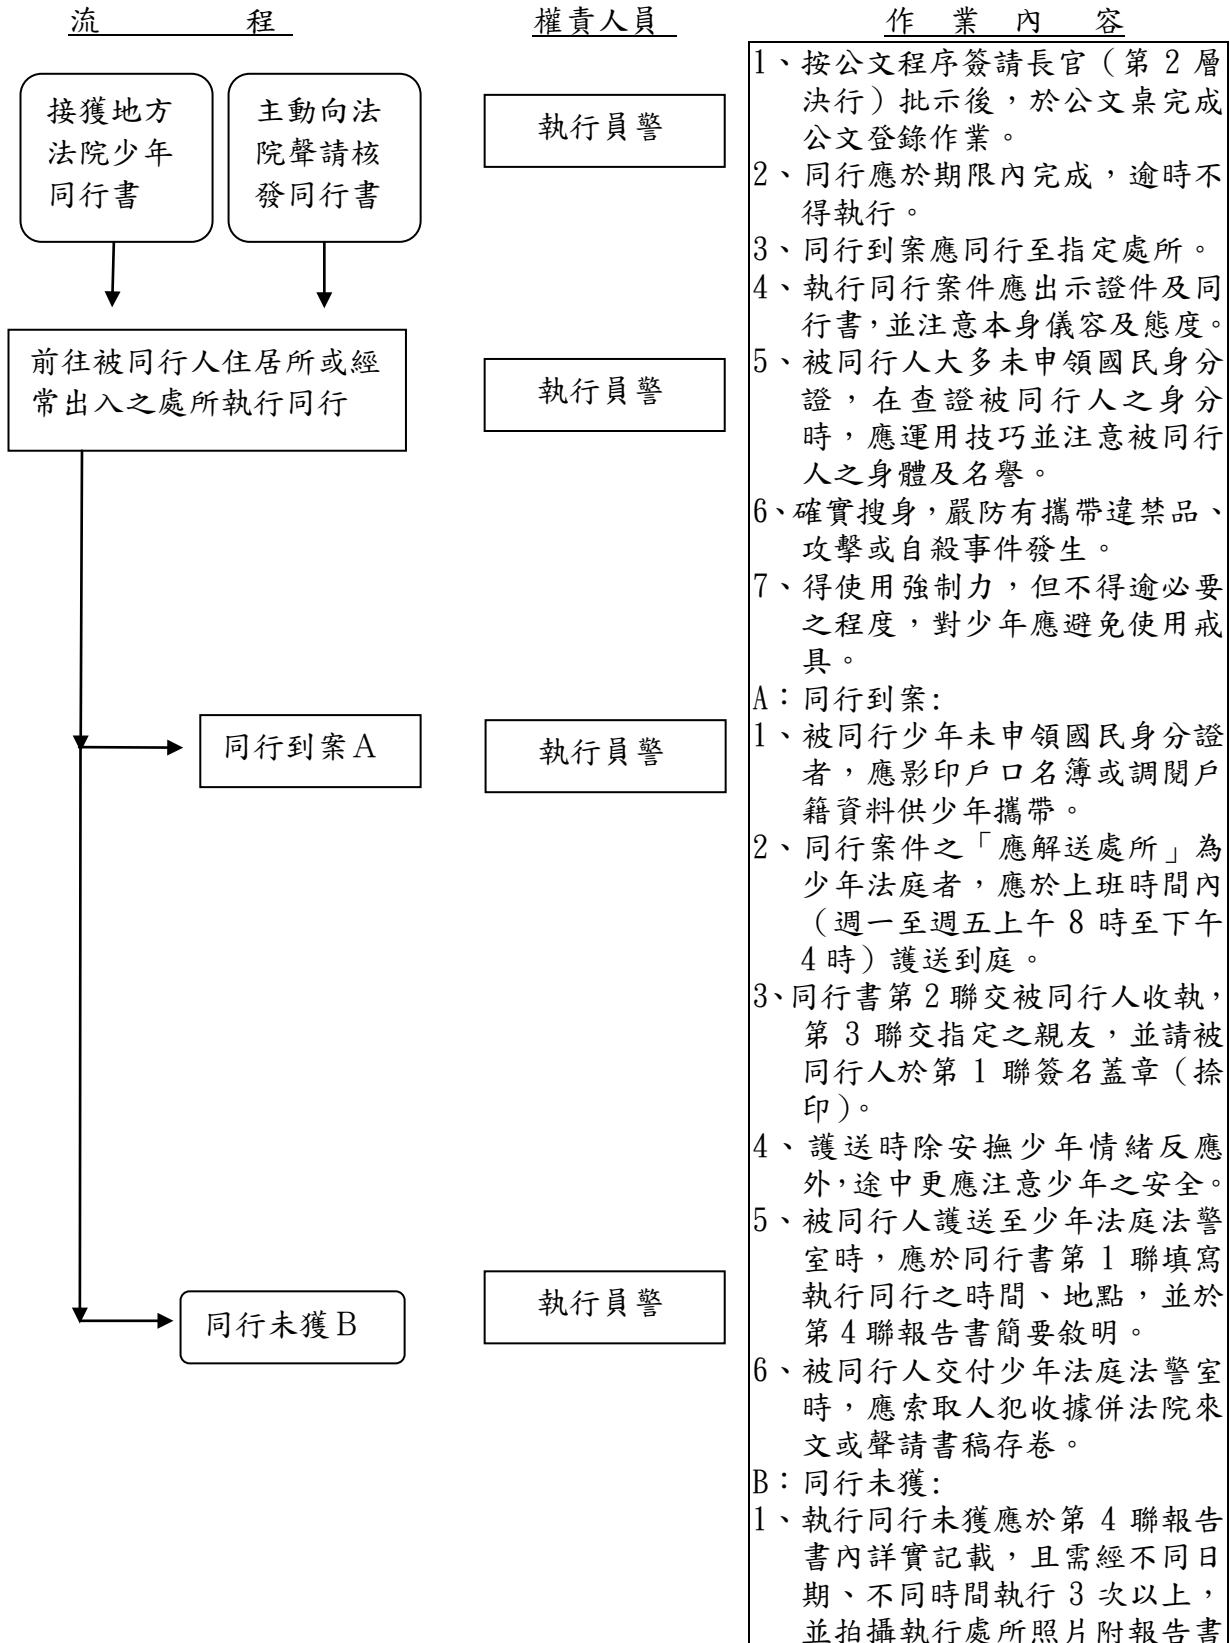 流程
權責人員
作業內容
接獲地方
法院少年
同行書
主動向法
院聲請核
發同行書
執行員警
前往被同行人住居所或經
常出入之處所執行同行
執行員警
同行到案A
執行員警
同行未獲B
執行員警
1、按公文程序簽請長官（第 2 層
決行）批示後，於公文桌完成
公文登錄作業。
2、同行應於期限內完成，逾時不
得執行。
3、同行到案應同行至指定處所。
4、執行同行案件應出示證件及同
行書，並注意本身儀容及態度。
5、被同行人大多未申領國民身分
證，在查證被同行人之身分
時，應運用技巧並注意被同行
人之身體及名譽。
6、確實搜身，嚴防有攜帶違禁品、
攻擊或自殺事件發生。
7、得使用強制力，但不得逾必要
之程度，對少年應避免使用戒
具。
A：同行到案:
1、被同行少年未申領國民身分證
者，應影印戶口名簿或調閱戶
籍資料供少年攜帶。
2、同行案件之「應解送處所」為
少年法庭者，應於上班時間內
（週一至週五上午 8 時至下午
4 時）護送到庭。
3、同行書第 2 聯交被同行人收執，
第 3 聯交指定之親友，並請被
同行人於第 1 聯簽名蓋章（捺
印）。
4、護送時除安撫少年情緒反應
外，途中更應注意少年之安全。
5、被同行人護送至少年法庭法警
室時，應於同行書第 1 聯填寫
執行同行之時間、地點，並於
第 4 聯報告書簡要敘明。
6、被同行人交付少年法庭法警室
時，應索取人犯收據併法院來
文或聲請書稿存卷。
B：同行未獲:
1、執行同行未獲應於第 4 聯報告
書內詳實記載，且需經不同日
期、不同時間執行 3 次以上，
並拍攝執行處所照片附報告書